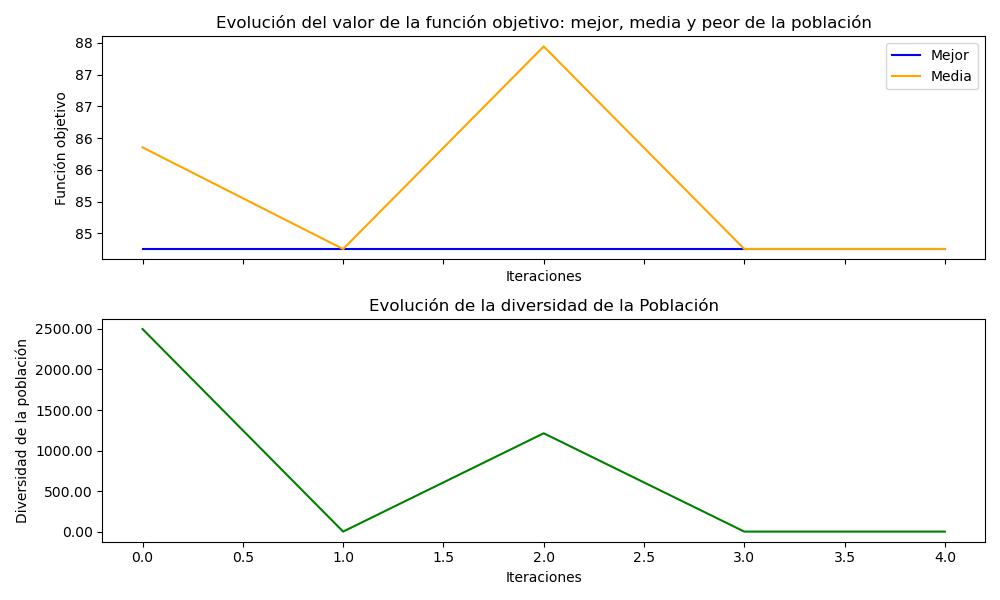 Evolución del valor de la función objetivo: mejor, media y peor de la población
88
87
87
86
86
85
85
Función objetivo
Mejor
Media
Iteraciones
Evolución de la diversidad de la Población
2500.00
2000.00
1500.00
1000.00
500.00
0.00
Diversidad de la población
0.0 0.5 1.0 1.5 2.0 2.5 3.0 3.5 4.0
Iteraciones